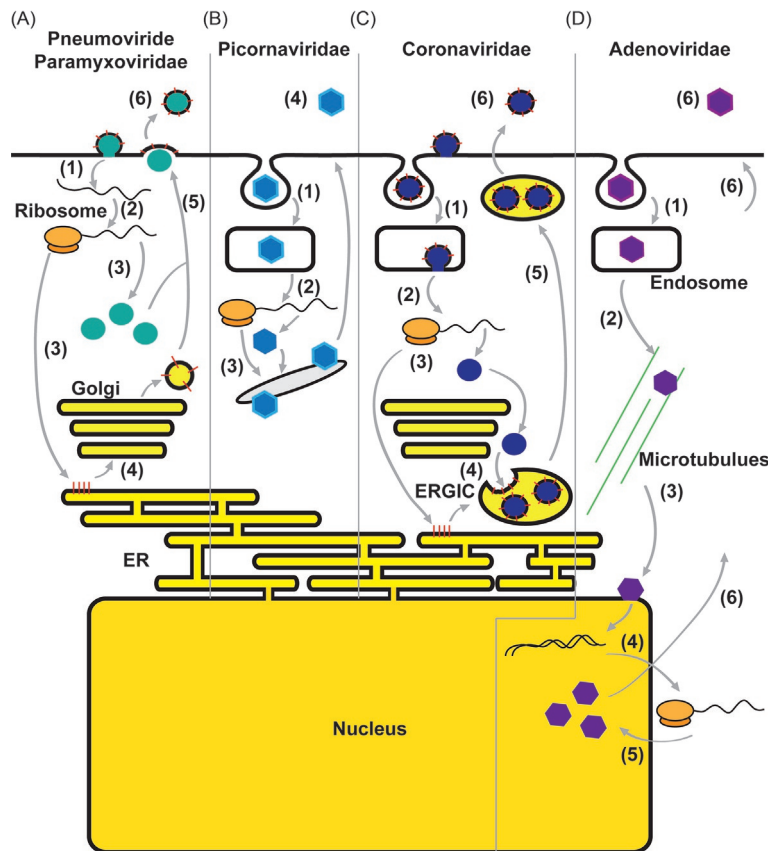 (A)
Pneumoviride
Paramyxoviridae
(6)
(1)
(2)
Ribosome
(5)
(3)
(3)
Golgi
(4)
ER
(B)
Picornaviridae
(4)
(1)
(2)
(3)
(C)
Coronaviridae
(6)
(1)
(5)
(2)
(3)
(4)
ERGIC
(D)
Adenoviridae
(6)
(6)
(1)
Endosome
(2)
Microtubulues
(3)
(6)
(4)
(5)
Nucleus